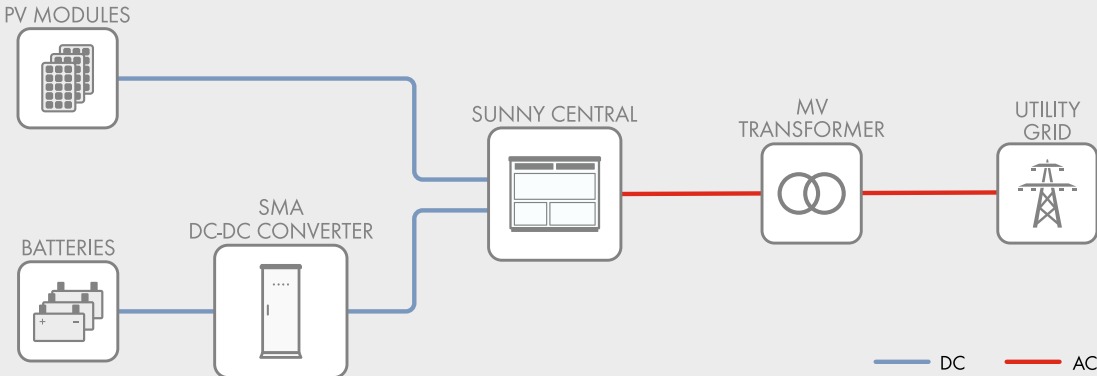 PV MODULES
SUNNY CENTRAL
MV
TRANSFORMER
UTILITY
GRID
SMA
DC-DC CONVERTER
BATTERIES
+ −
DC
AC